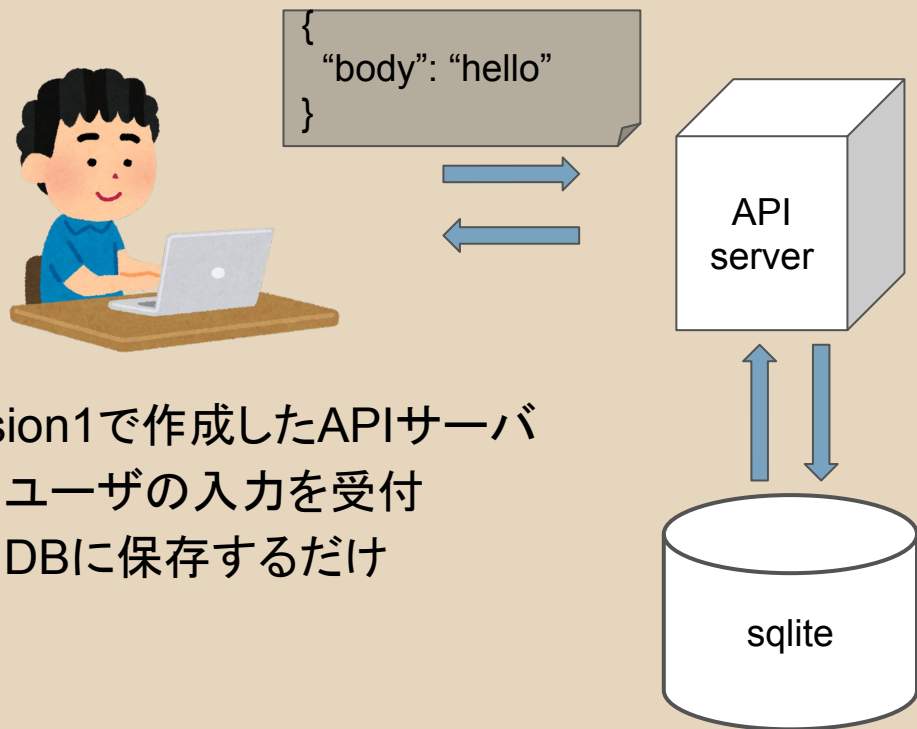 {
“body”: “hello”
}
API
server
sion1で作成したAPIサーバ
ユーザの入力を受付
DBに保存するだけ
sqlite